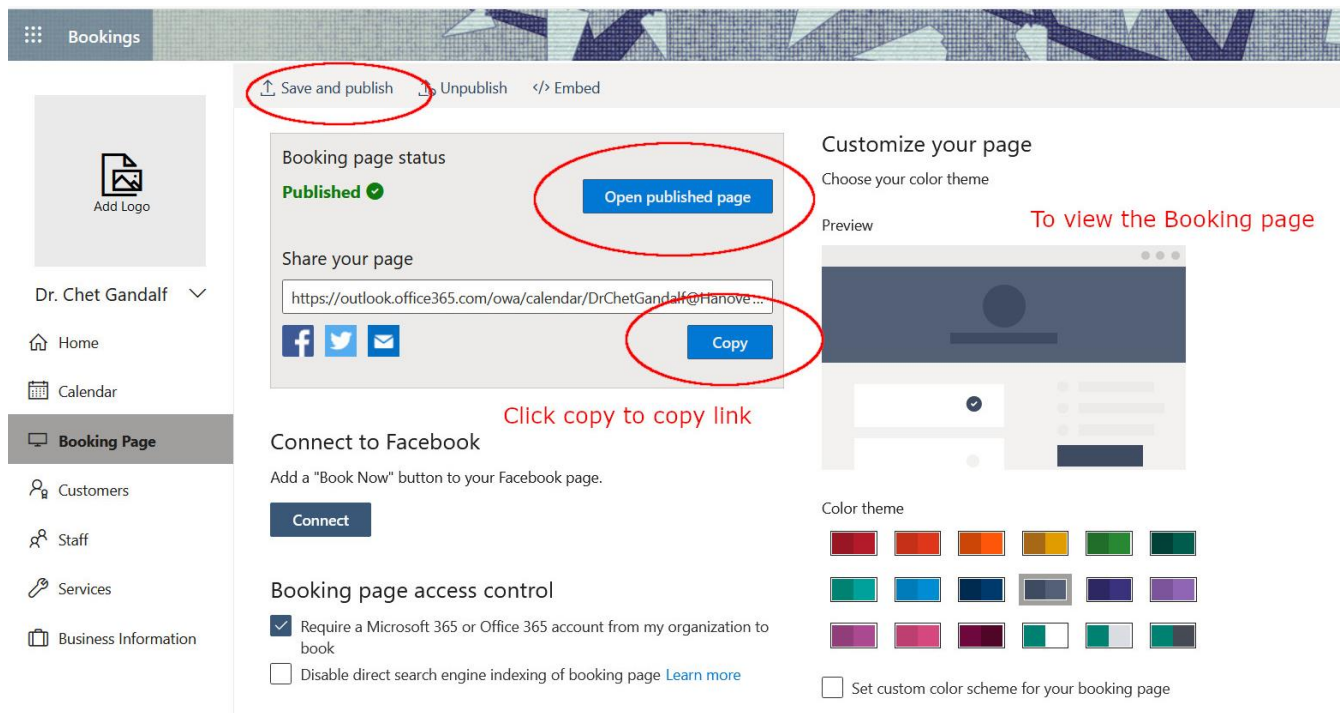 Bookings
Save and publish
Unpublish
</> Embed
Add Logo
Dr. Chet Gandalf
Home
Calendar
Booking Page
Customers
Staff
Services
Business Information
Booking page status
Published
Open published page
Share your page
https://outlook.office365.com/owa/calendar/DrChetGandalf@Hanove...
Copy
Click copy to copy link
Connect to Facebook
Add a "Book Now" button to your Facebook page.
Connect
Booking page access control
Require a Microsoft 365 or Office 365 account from my organization to
book
Disable direct search engine indexing of booking page Learn more
Customize your page
Choose your color theme
To view the Booking page
Preview
Color theme
Set custom color scheme for your booking page